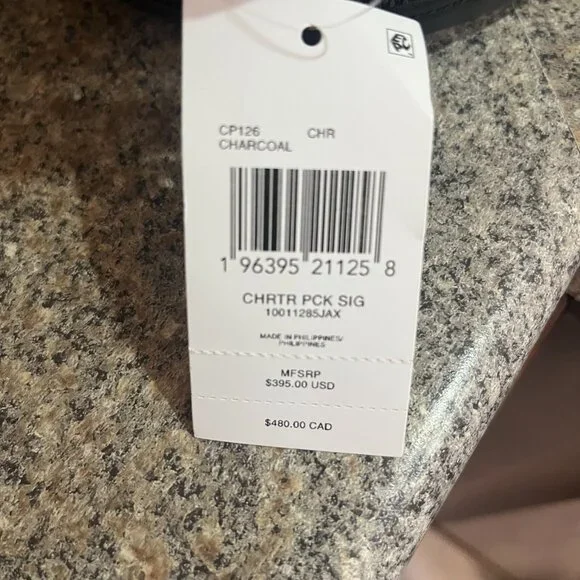 CP126 CHR
CHARCOAL
1 96395 21125 8
CHRTR PCK SIG
10011285JAX
MADE IN PHILIPPINES/
PHILIPPINES
MFSRP
$395.00 USD
$480.00 CAD